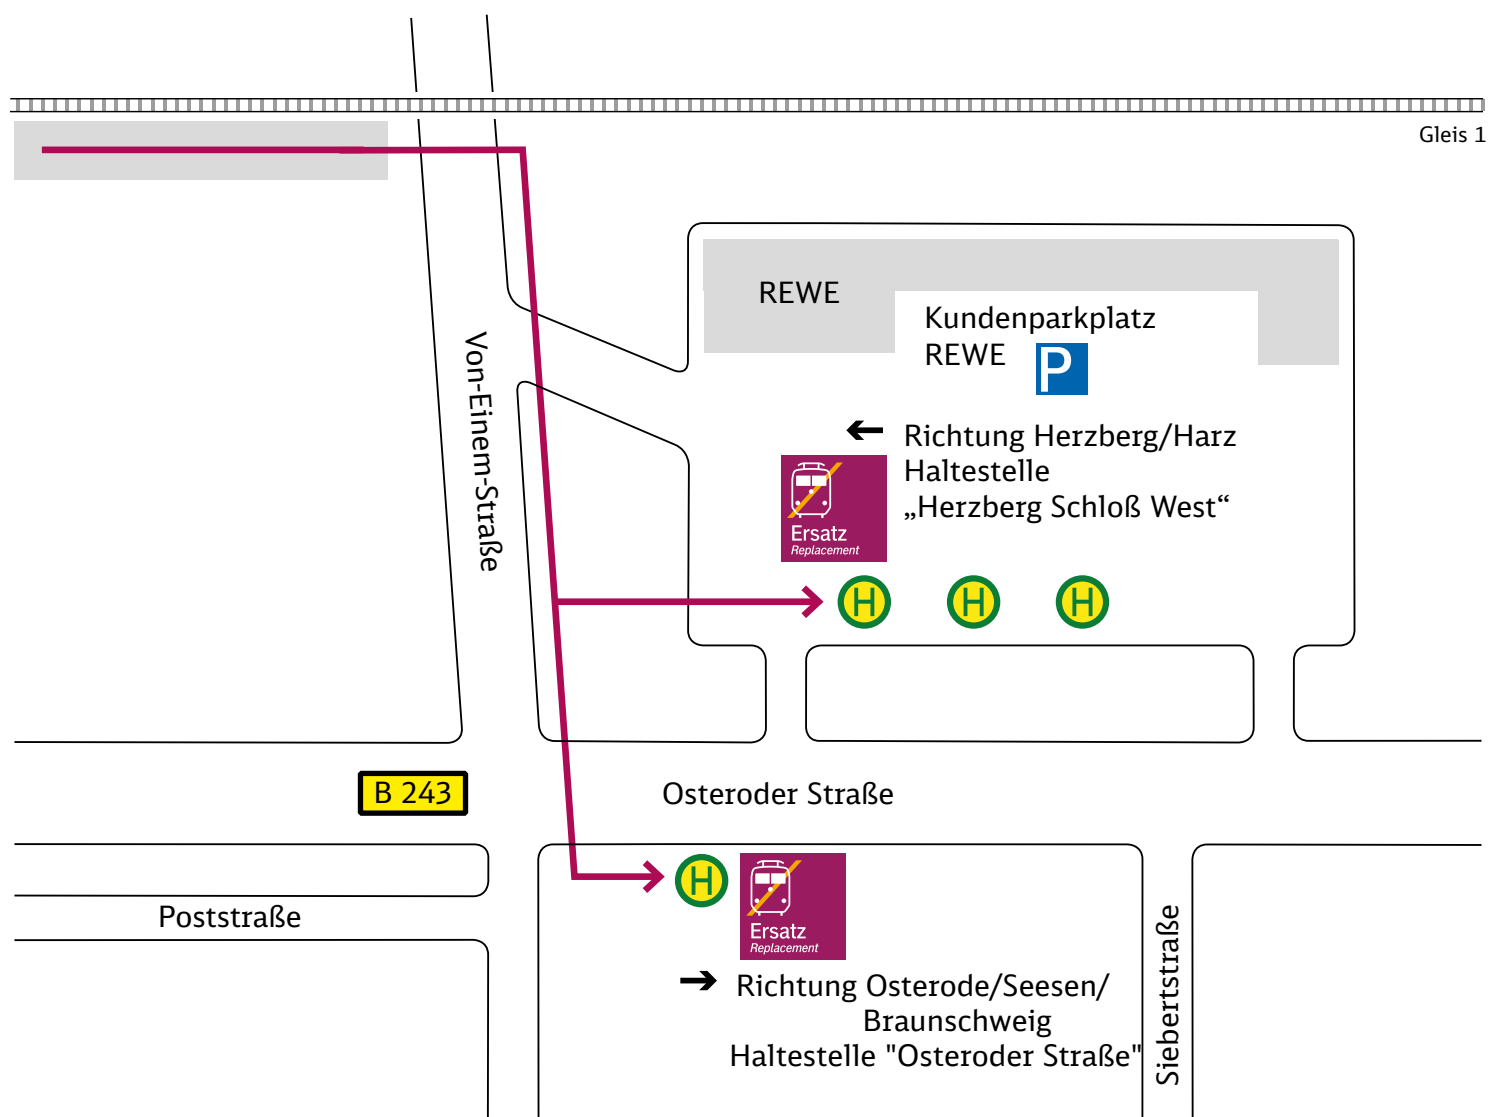 Gleis 1
REWE
Kundenparkplatz
REWE
P
Von-Einem-Straße
Richtung Herzberg/Harz
Haltestelle
„Herzberg Schloß West“
Ersatz
Replacement
H
H
H
B 243
Osteroder Straße
Poststraße
H
Ersatz
Replacement
Richtung Osterode/Seesen/
Braunschweig
Haltestelle "Osteroder Straße"
Siebertstraße